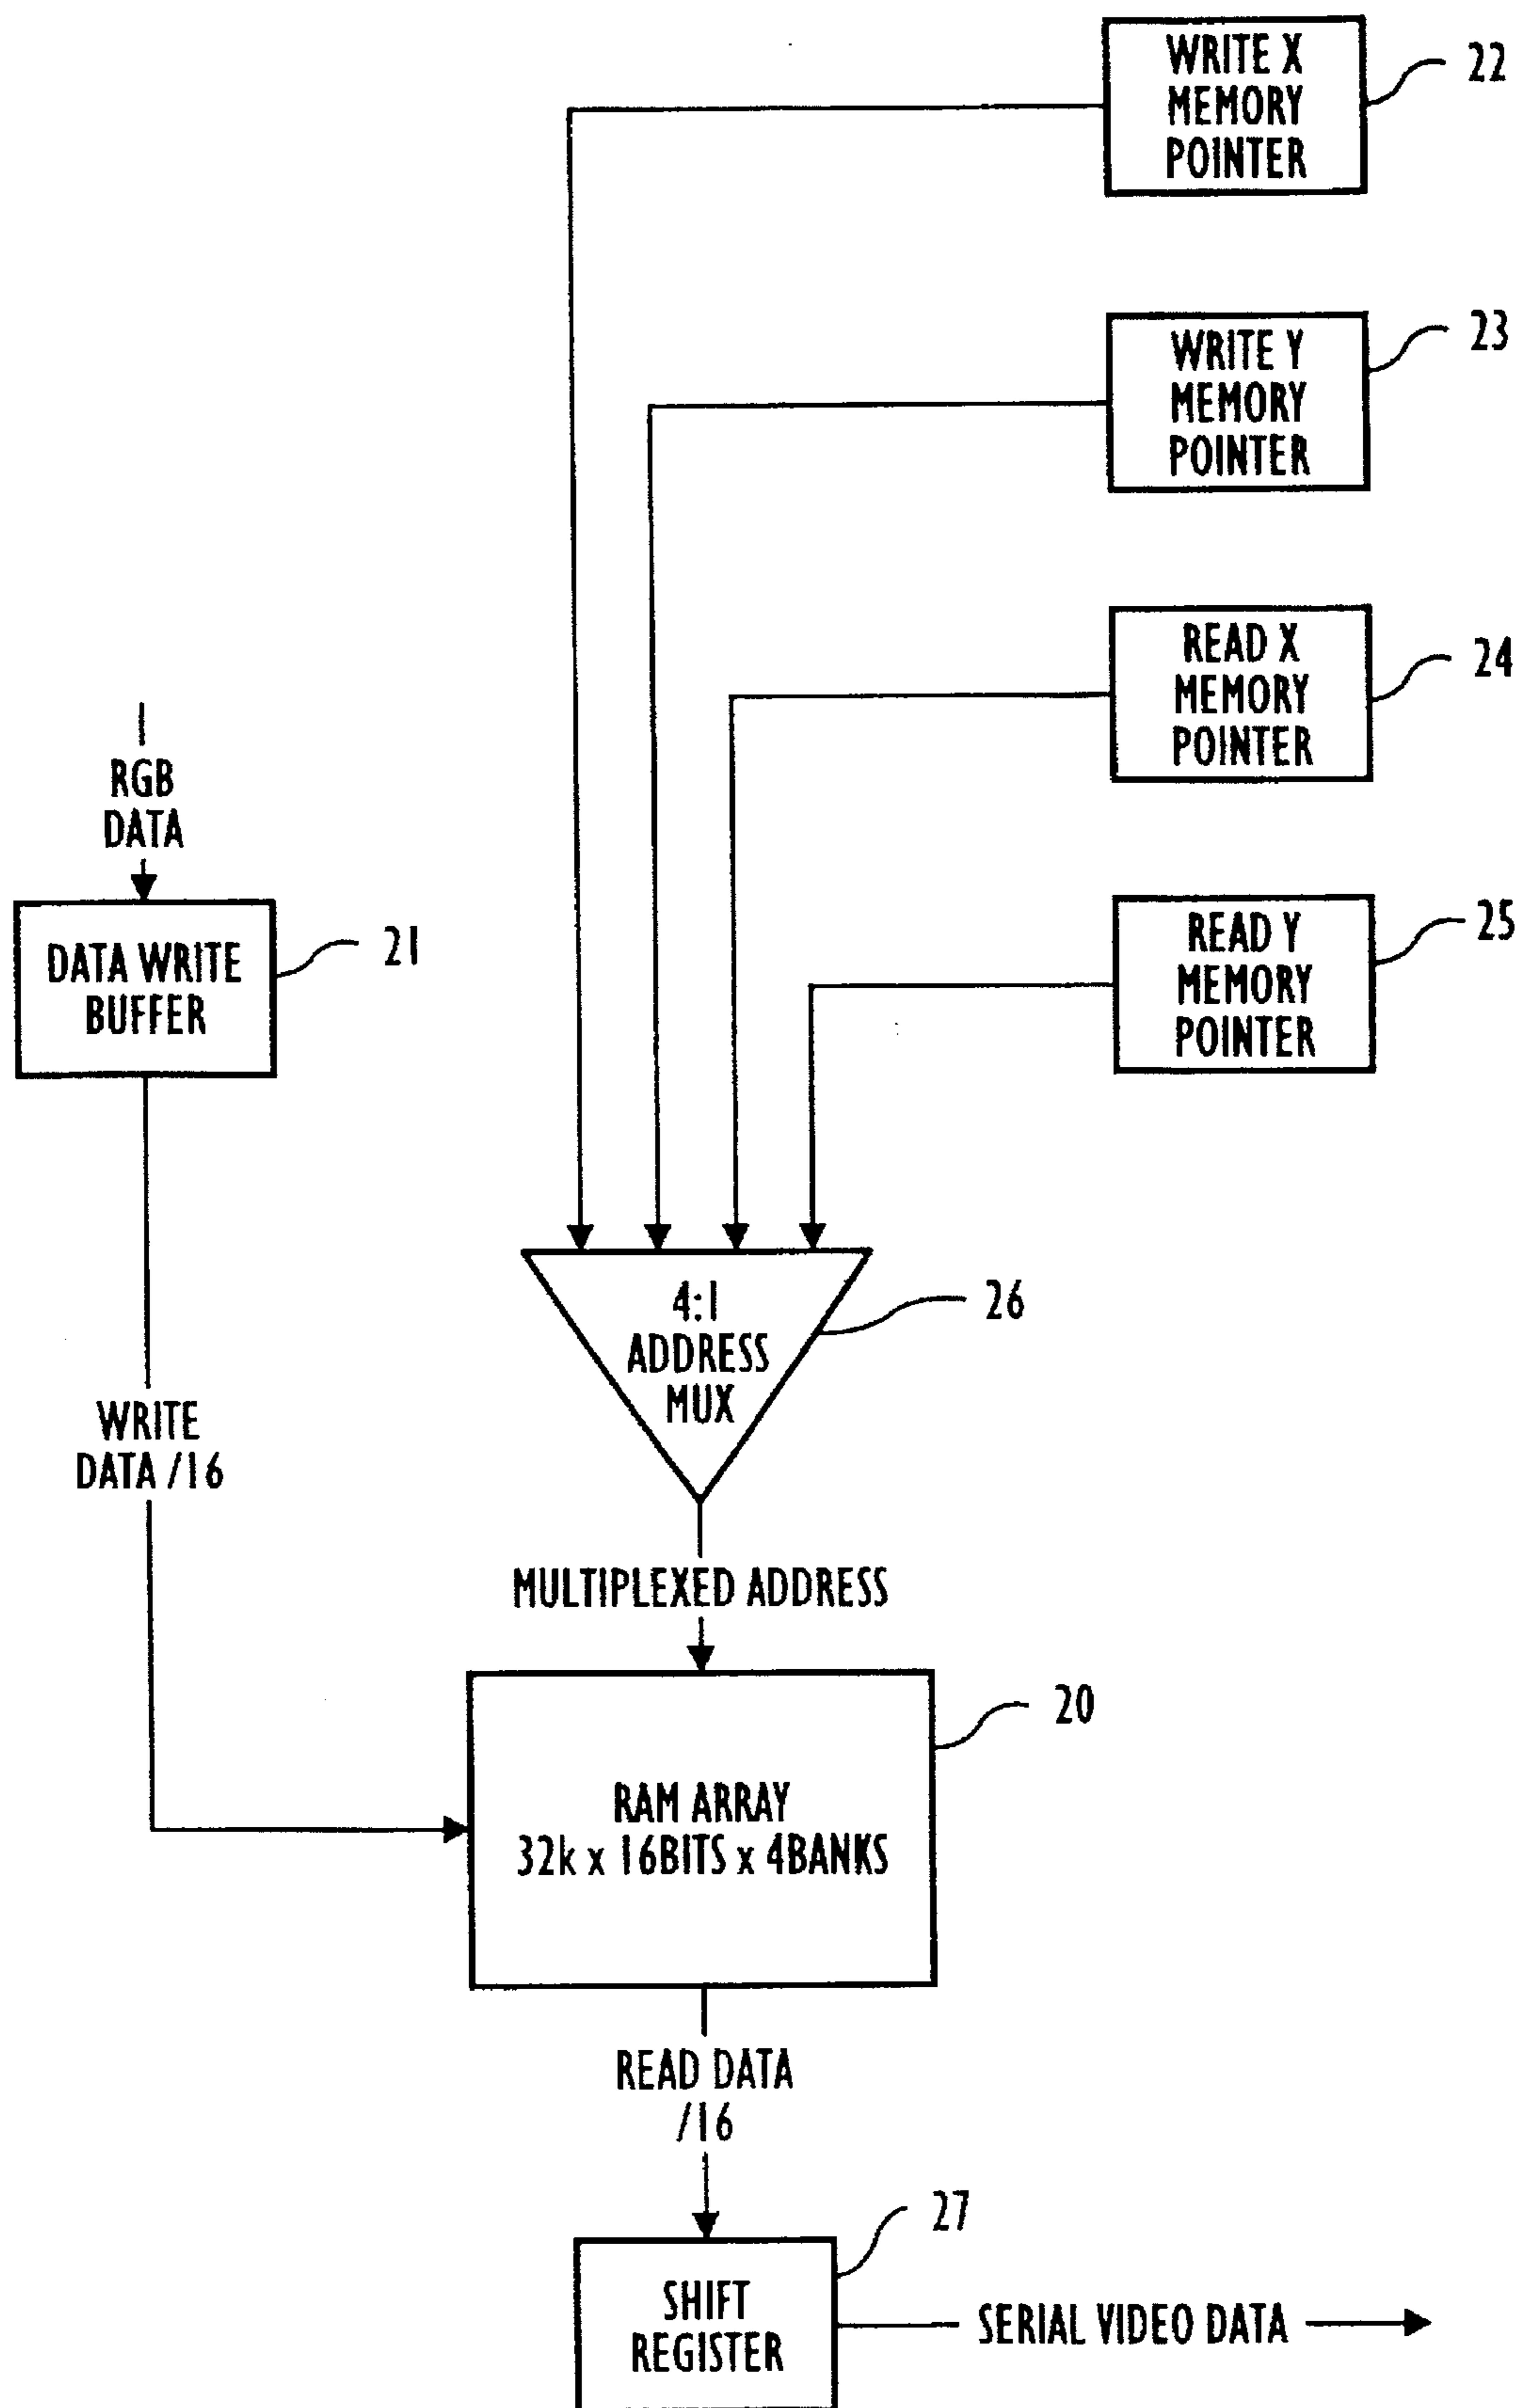 WRITE X
MEMORY
POINTER
22
WRITE Y
MEMORY
POINTER
23
READ X
MEMORY
POINTER
24
RGB
DATA
READ Y
MEMORY
POINTER
25
DATA WRITE
BUFFER
21
4:1
ADDRESS
MUX
26
WRITE
DATA /16
MULTIPLEXED ADDRESS
RAM ARRAY
32k x 16BITS x 4BANKS
20
READ DATA
/16
27
SHIFT
REGISTER
SERIAL VIDEO DATA